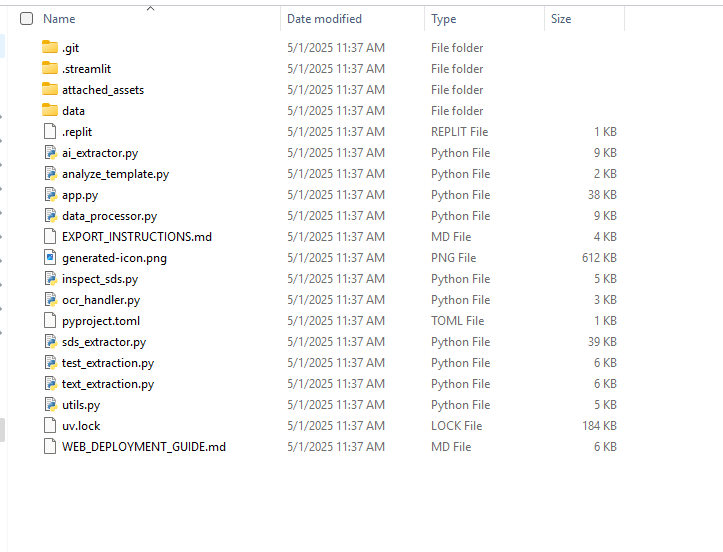 Name Date modified Type Size
.git 5/1/2025 11:37 AM File folder
.streamlit 5/1/2025 11:37 AM File folder
attached_assets 5/1/2025 11:37 AM File folder
data 5/1/2025 11:37 AM File folder
.replit 5/1/2025 11:37 AM REPLIT File 1 KB
ai_extractor.py 5/1/2025 11:37 AM Python File 9 KB
analyze_template.py 5/1/2025 11:37 AM Python File 2 KB
app.py 5/1/2025 11:37 AM Python File 38 KB
data_processor.py 5/1/2025 11:37 AM Python File 9 KB
EXPORT_INSTRUCTIONS.md 5/1/2025 11:37 AM MD File 4 KB
generated-icon.png 5/1/2025 11:37 AM PNG File 612 KB
inspect_sds.py 5/1/2025 11:37 AM Python File 5 KB
ocr_handler.py 5/1/2025 11:37 AM Python File 3 KB
pyproject.toml 5/1/2025 11:37 AM TOML File 1 KB
sds_extractor.py 5/1/2025 11:37 AM Python File 39 KB
test_extraction.py 5/1/2025 11:37 AM Python File 6 KB
text_extraction.py 5/1/2025 11:37 AM Python File 6 KB
utils.py 5/1/2025 11:37 AM Python File 5 KB
uv.lock 5/1/2025 11:37 AM LOCK File 184 KB
WEB_DEPLOYMENT_GUIDE.md 5/1/2025 11:37 AM MD File 6 KB